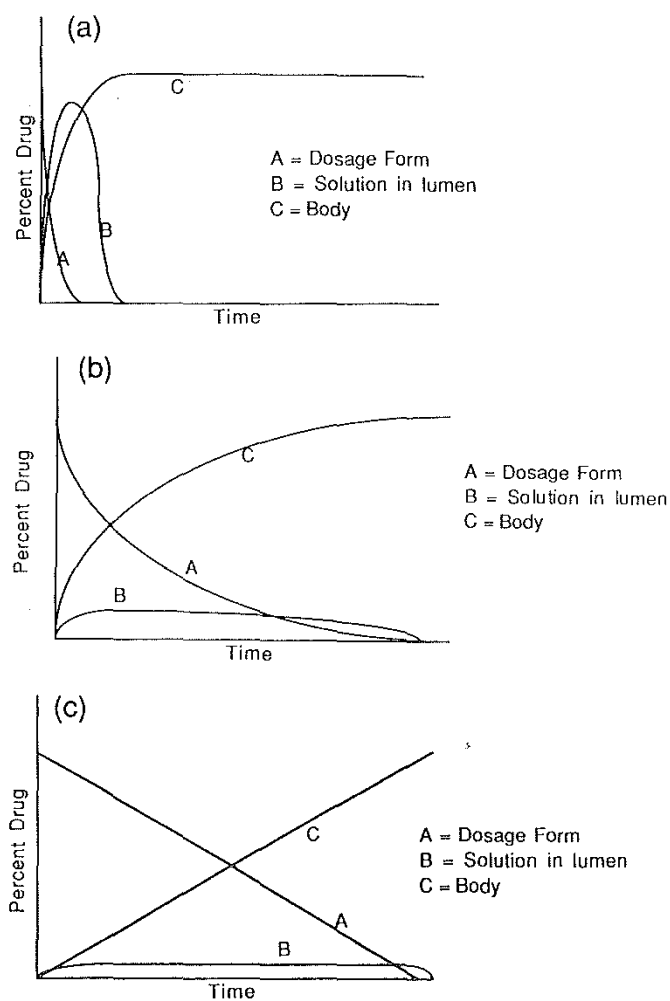 (a)
Percent Drug
C
A = Dosage Form
B = Solution in lumen
C = Body
B
A
Time
(b)
Percent Drug
C
A = Dosage Form
B = Solution in lumen
C = Body
A
B
Time
(c)
Percent Drug
C
A = Dosage Form
B = Solution in lumen
C = Body
A
B
Time